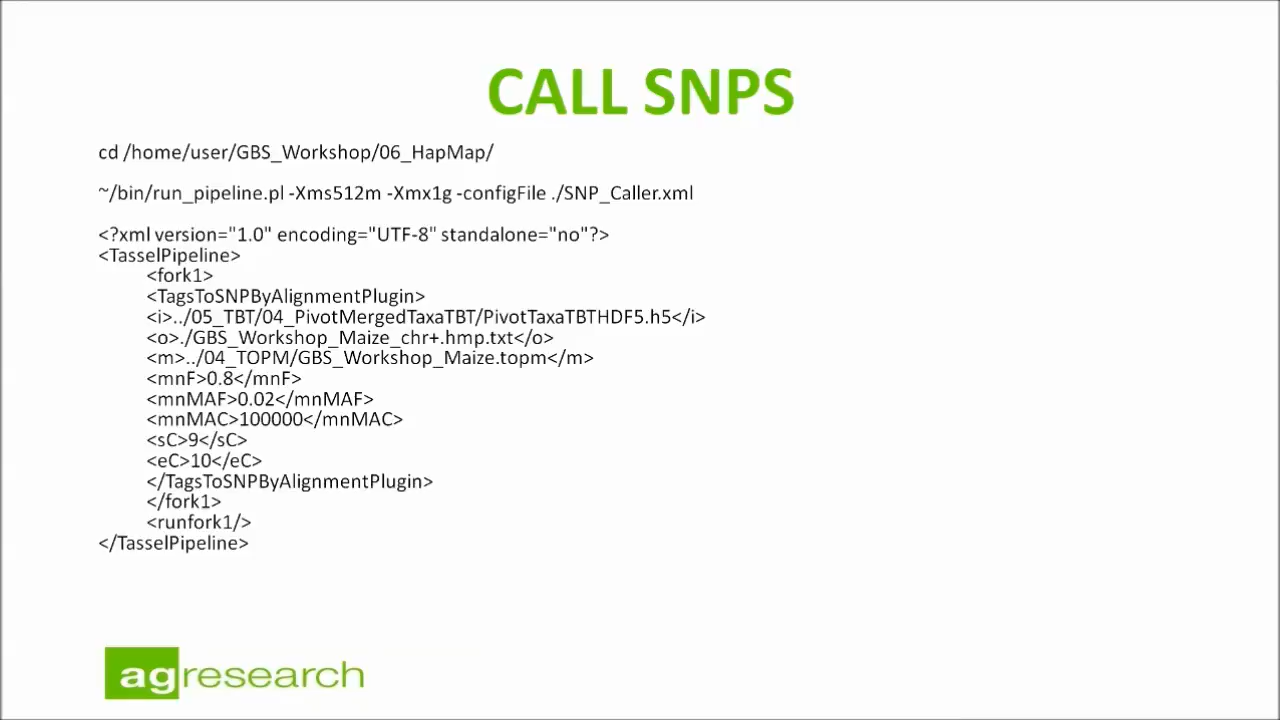 CALL SNPS
cd /home/user/GBS_Workshop/06_HapMap/
~/bin/run_pipeline.pl -Xms512m -Xmx1g -configFile ./SNP_Caller.xml
<?xml version="1.0" encoding="UTF-8" standalone="no"?>
<TasselPipeline>
<fork1>
<TagsToSNPByAlignmentPlugin>
<i>../05_TBT/04_PivotMergedTaxaTBT/PivotTaxaTBTHDF5.h5</i>
<o>./GBS_Workshop_Maize_chr+.hmp.txt</o>
<m>../04_TOPM/GBS_Workshop_Maize.topm</m>
<mnF>0.8</mnF>
<mnMAF>0.02</mnMAF>
<mnMAC>100000</mnMAC>
<sC>9</sC>
<eC>10</eC>
</TagsToSNPByAlignmentPlugin>
</fork1>
<runfork1/>
</TasselPipeline>
agresearch